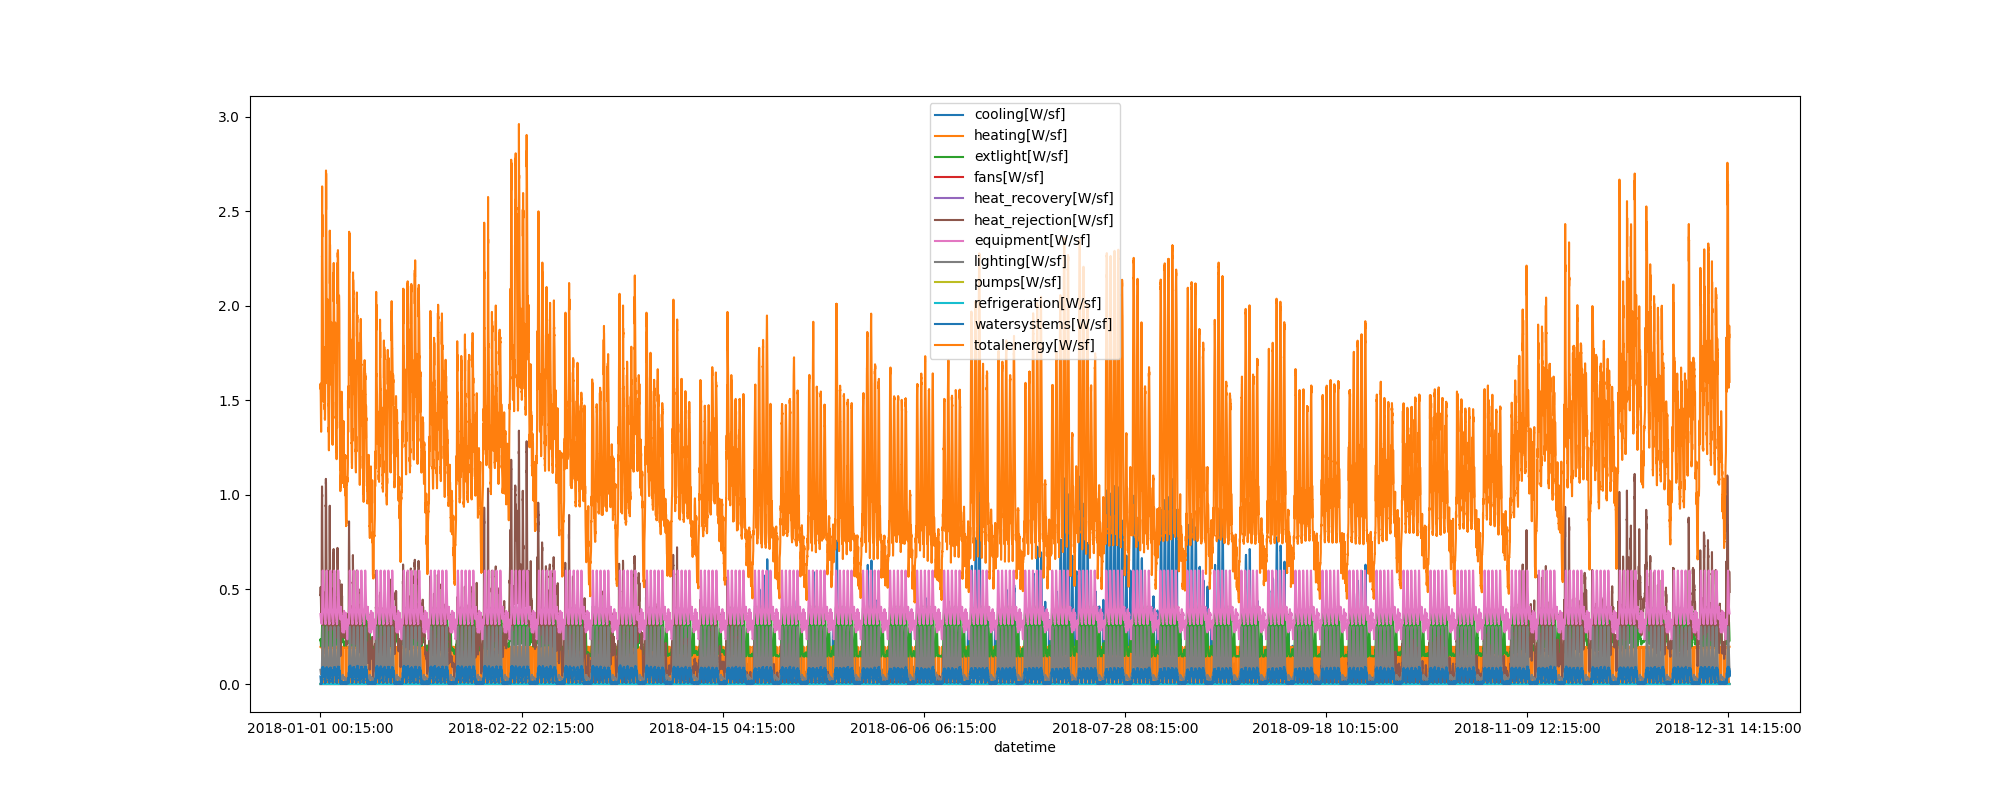 3.0
2.5
2.0
1.5
1.0
0.5
0.0
cooling[W/sf]
heating[W/sf]
extlight[W/sf]
fans[W/sf]
heat_recovery[W/sf]
heat_rejection[W/sf]
equipment[W/sf]
lighting[W/sf]
pumps[W/sf]
refrigeration[W/sf]
watersystems[W/sf]
totalenergy[W/sf]
2018-01-01 00:15:00 2018-02-22 02:15:00 2018-04-15 04:15:00 2018-06-06 06:15:00 2018-07-28 08:15:00 2018-09-18 10:15:00 2018-11-09 12:15:00 2018-12-31 14:15:00
datetime